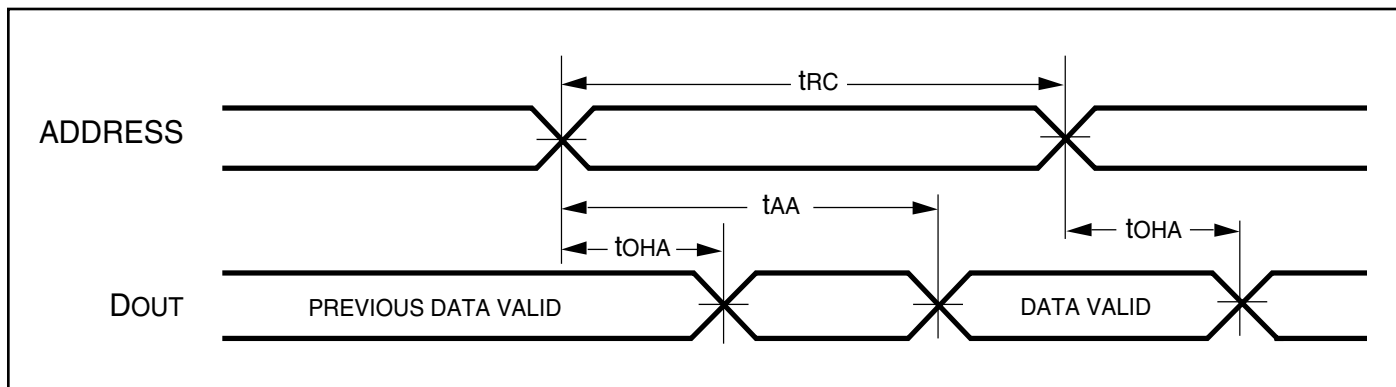 tRC
ADDRESS
tAA
tOHA
tOHA
DOUT
PREVIOUS DATA VALID
DATA VALID